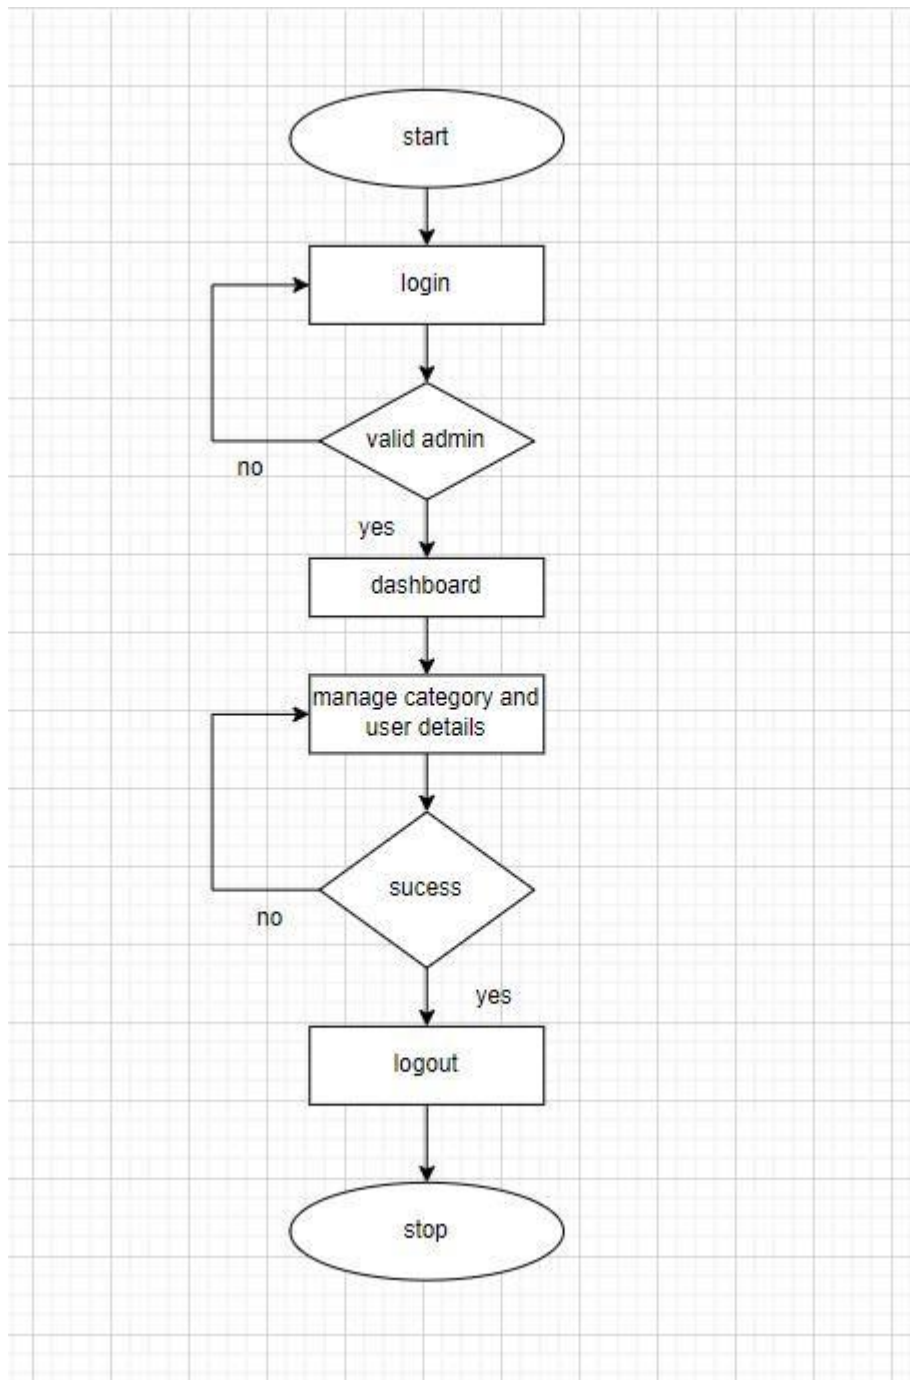 start
login
valid admin
no
yes
dashboard
manage category and
user details
sucess
no
yes
logout
stop